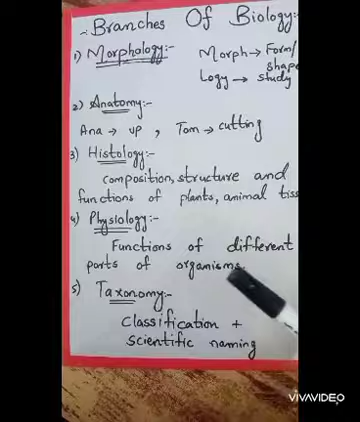 Branches Of Biology:-
1) Morphology:- Morph→ Form/
shape
Logy → study
2) Anatomy:-
Ana → up , Tom → cutting
3) Histology:-
composition, structure and
functions of plants, animal tiss
4) Physiology:-
Functions of different
parts of organisms.
5) Taxonomy:-
Classification +
scientific naming
VIVAVIDEO